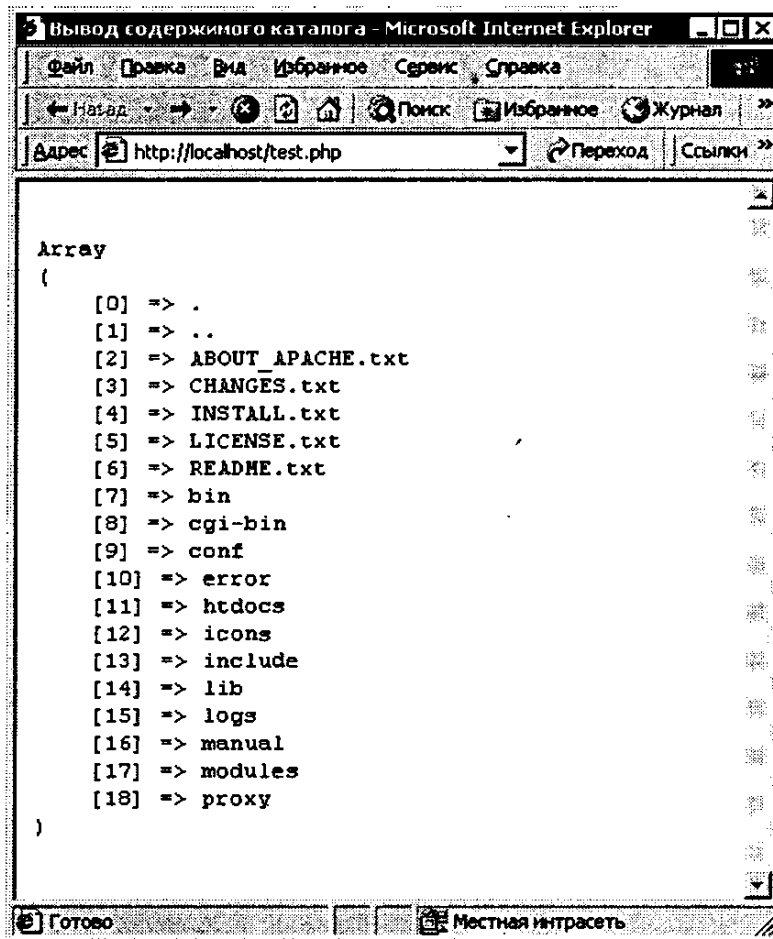 Вывод содержимого каталога - Microsoft Internet Explorer
Файл Правка Вид Избранное Сервис Справка
Назад Поиск Избранное Журнал »
Адрес http://localhost/test.php Переход Ссылки »
Array
(
[0] => .
[1] => ..
[2] => ABOUT_APACHE.txt
[3] => CHANGES.txt
[4] => INSTALL.txt
[5] => LICENSE.txt
[6] => README.txt
[7] => bin
[8] => cgi-bin
[9] => conf
[10] => error
[11] => htdocs
[12] => icons
[13] => include
[14] => lib
[15] => logs
[16] => manual
[17] => modules
[18] => proxy
)
Готово Местная интрасеть